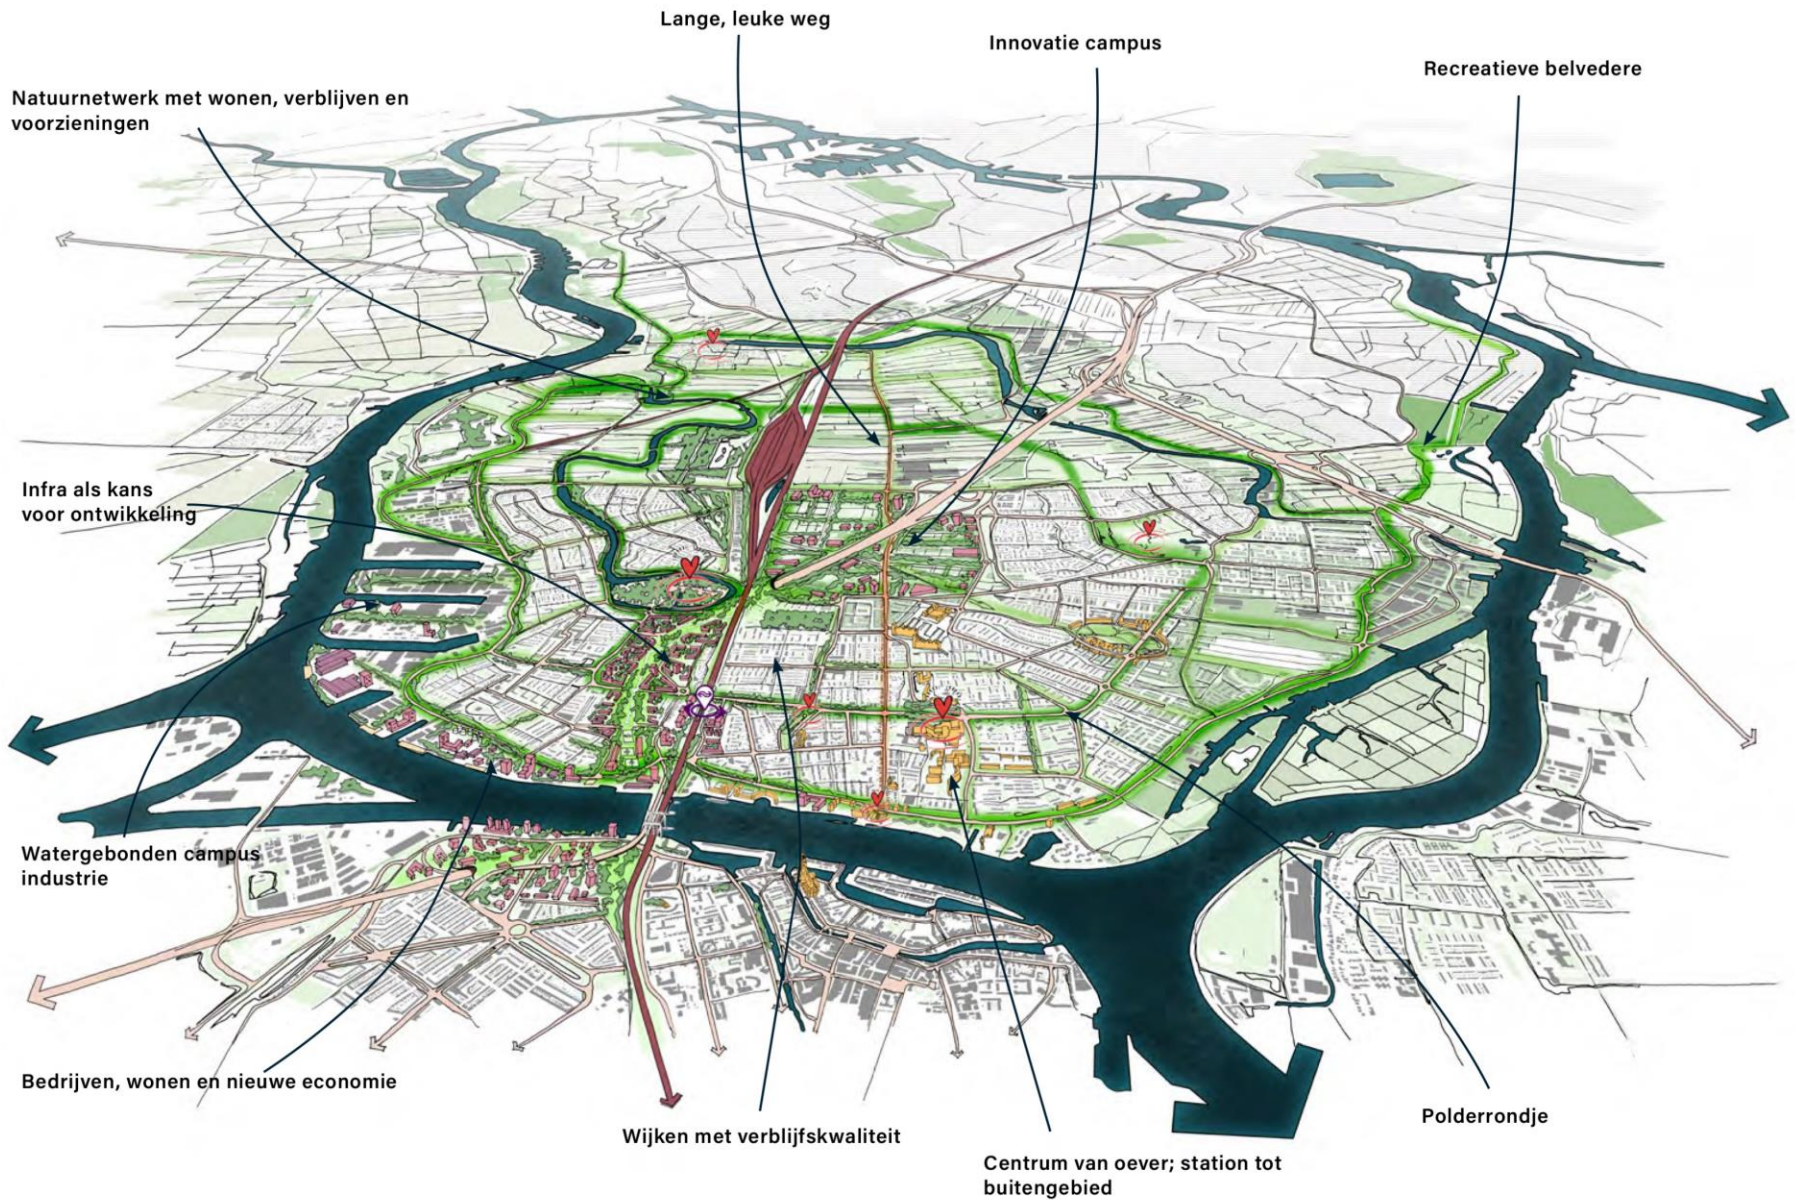 Lange, leuke weg
Innovatie campus
Recreatieve belvedere
Natuurnetwerk met wonen, verblijven en
voorzieningen
Infra als kans
voor ontwikkeling
Watergebonden campus
industrie
Bedrijven, wonen en nieuwe economie
Wijken met verblijfskwaliteit
Centrum van oever; station tot
buitengebied
Polderrondje